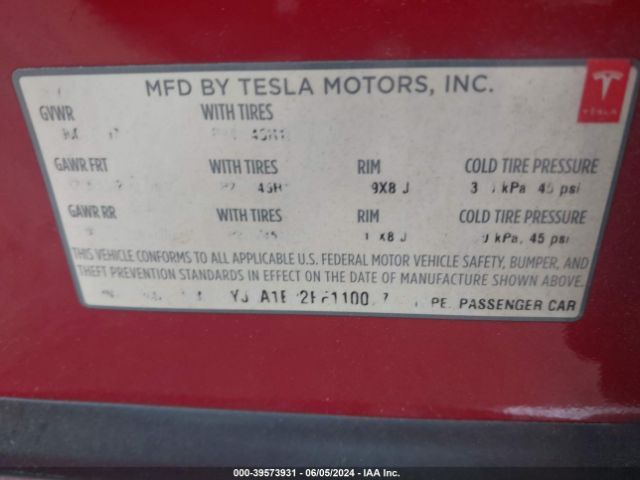 MFD BY TESLA MOTORS, INC.
TESLA
GVWR WITH TIRES
GAWR FRT WITH TIRES RIM COLD TIRE PRESSURE
9X8 J kPa 45 psi
GAWR RR WITH TIRES RIM COLD TIRE PRESSURE
kPa, 45 psi
THIS VEHICLE CONFORMS TO ALL APPLICABLE U.S. FEDERAL MOTOR VEHICLE SAFETY, BUMPER, AND
THEFT PREVENTION STANDARDS IN EFFECT ON THE DATE OF MANUFACTURE SHOWN ABOVE.
PASSENGER CAR
000-39573931 - 06/05/2024 - IAA Inc.